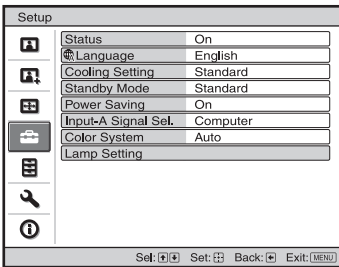 Setup
Status On
Language English
Cooling Setting Standard
Standby Mode Standard
Power Saving On
Input-A Signal Sel. Computer
Color System Auto
Lamp Setting
Sel: Set: Back: Exit: MENU